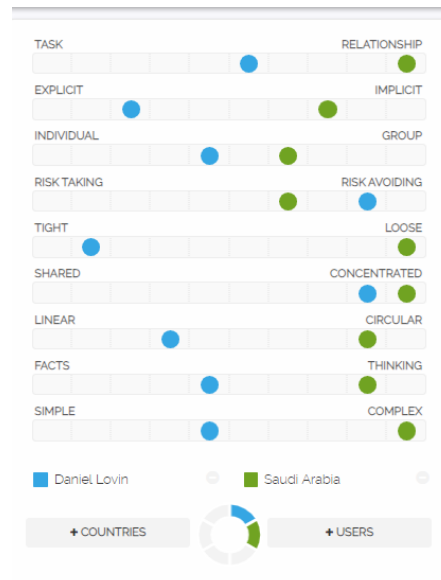 TASK RELATIONSHIP
EXPLICIT IMPLICIT
INDIVIDUAL GROUP
RISK TAKING RISK AVOIDING
TIGHT LOOSE
SHARED CONCENTRATED
LINEAR CIRCULAR
FACTS THINKING
SIMPLE COMPLEX
Daniel Lovin Saudi Arabia
+ COUNTRIES + USERS